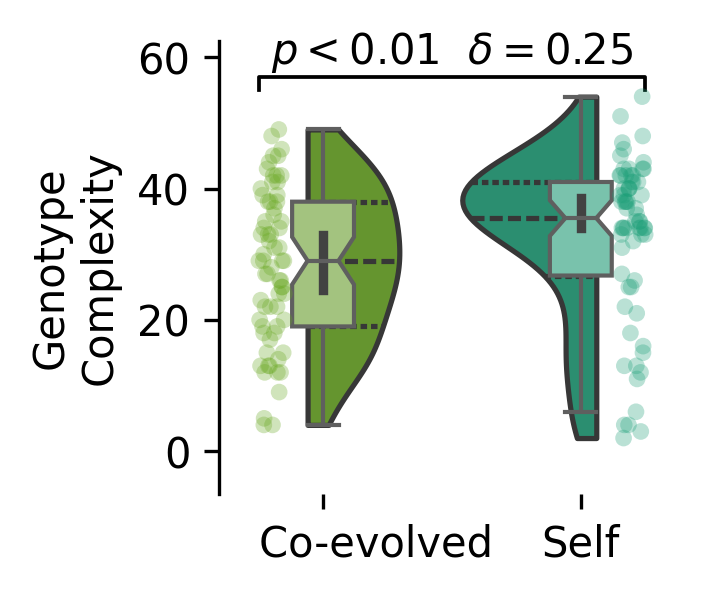 p < 0.01 δ = 0.25
60
40
20
0
Genotype
Complexity
Co-evolved Self